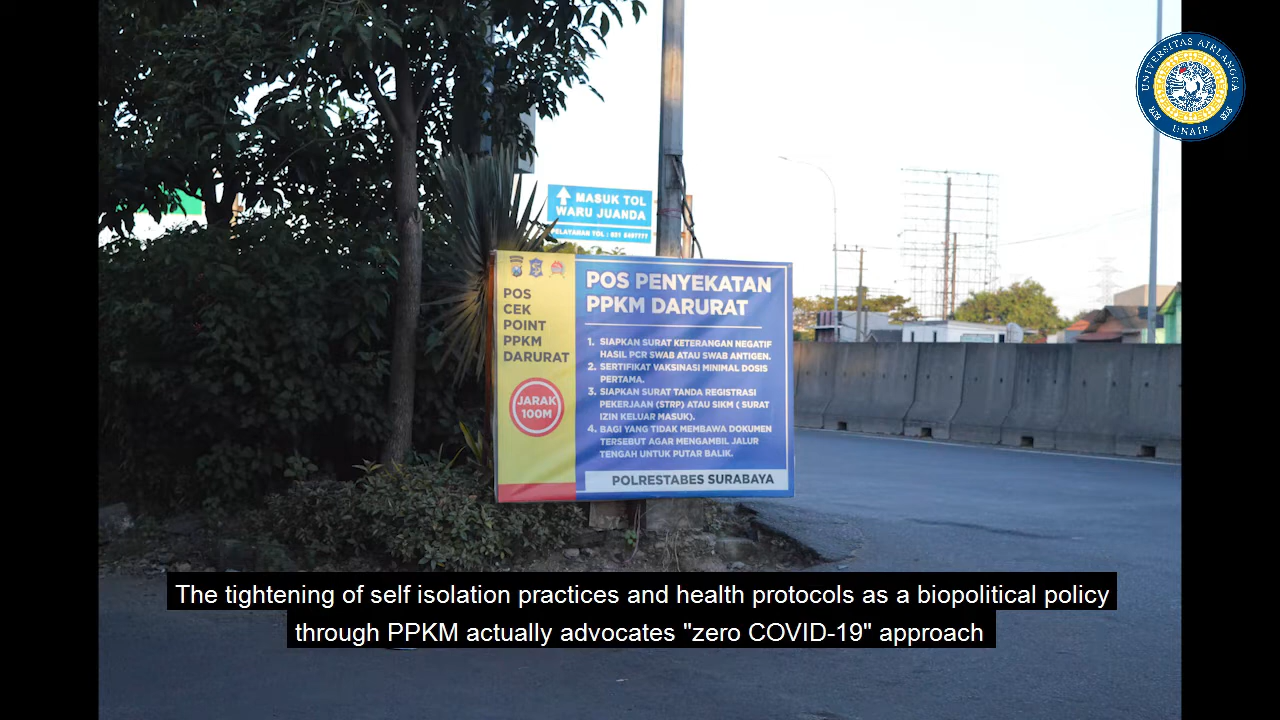 UNIVERSITAS AIRLANGGA
UNAIR
MASUK TOL
WARU JUANDA
PELAYANAN TOL : 031 8497777
POS
CEK
POINT
PPKM
DARURAT
JARAK
100M
POS PENYEKATAN
PPKM DARURAT
1. SIAPKAN SURAT KETERANGAN NEGATIF
HASIL PCR SWAB ATAU SWAB ANTIGEN.
2. SERTIFIKAT VAKSINASI MINIMAL DOSIS
PERTAMA.
3. SIAPKAN SURAT TANDA REGISTRASI
PEKERJAAN (STRP) ATAU SIKM ( SURAT
IZIN KELUAR MASUK).
4. BAGI YANG TIDAK MEMBAWA DOKUMEN
TERSEBUT AGAR MENGAMBIL JALUR
TENGAH UNTUK PUTAR BALIK.
POLRESTABES SURABAYA
The tightening of self isolation practices and health protocols as a biopolitical policy
through PPKM actually advocates "zero COVID-19" approach